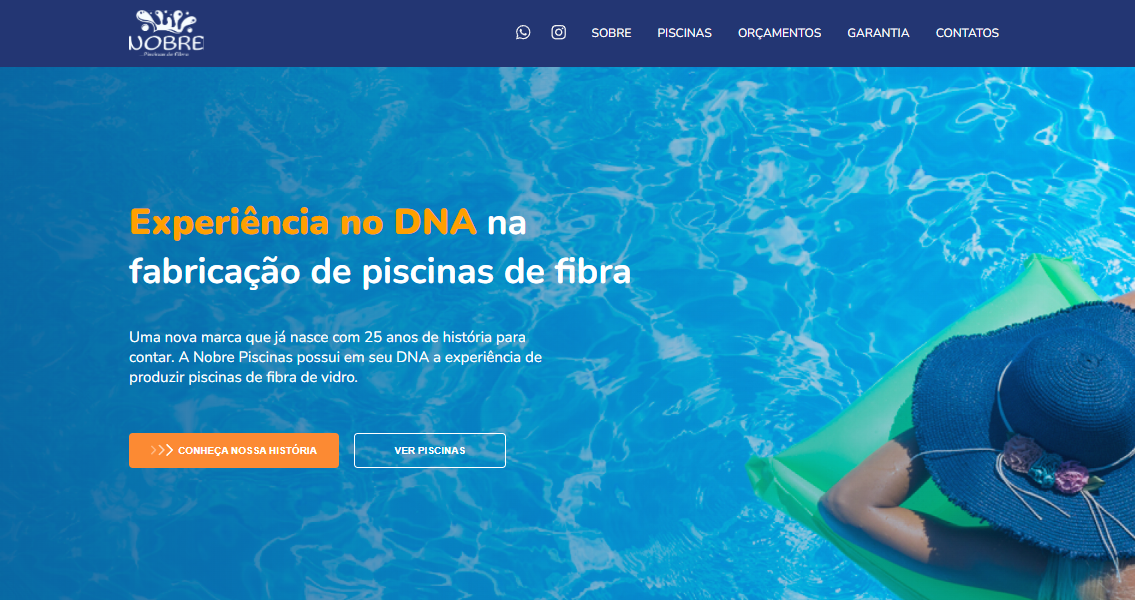 NOBRE
Piscinas de Fibra
SOBRE
PISCINAS
ORÇAMENTOS
GARANTIA
CONTATOS
Experiência no DNA na
fabricação de piscinas de fibra
Uma nova marca que já nasce com 25 anos de história para
contar. A Nobre Piscinas possui em seu DNA a experiência de
produzir piscinas de fibra de vidro.
CONHEÇA NOSSA HISTÓRIA
VER PISCINAS